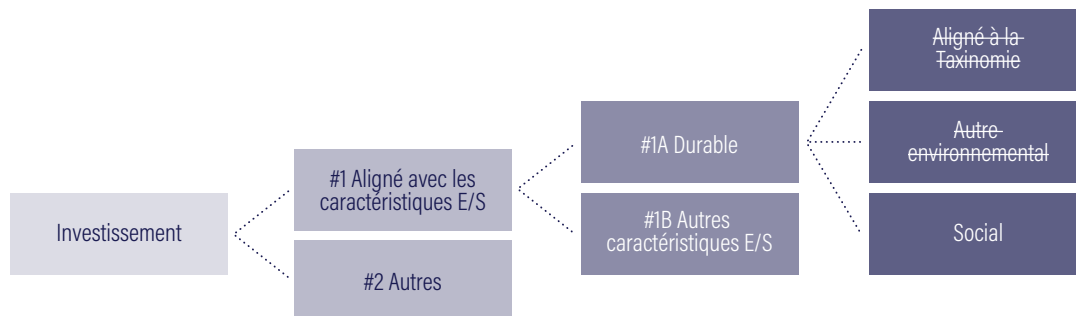 Investissement
#1 Aligné avec les
caractéristiques E/S
#2 Autres
#1A Durable
#1B Autres
caractéristiques E/S
Aligné à la
Taxinomie
Autre
environnemental
Social